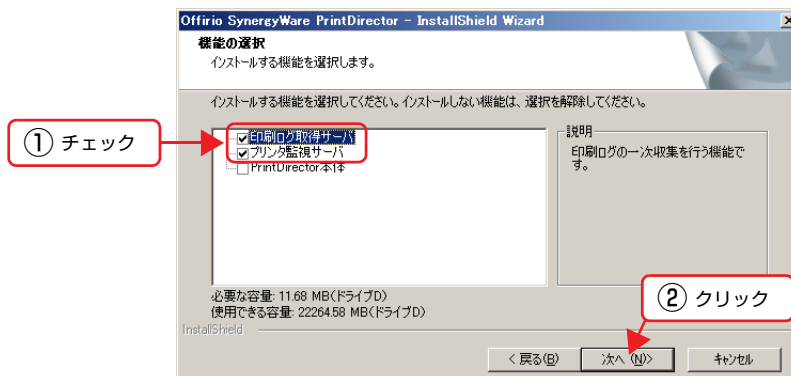 Offirio SynergyWare PrintDirector - InstallShield Wizard
機能の選択
インストールする機能を選択します。
インストールする機能を選択してください。インストールしない機能は、選択を解除してください。
① チェック
印刷ログ取得サーバ
プリンタ監視サーバ
PrintDirector本体
説明
印刷ログの一次収集を行う機能で
す。
必要な容量: 11.68 MB(ドライブD)
使用できる容量: 22264.58 MB(ドライブD)
② クリック
InstallShield
< 戻る(B)
次へ (N)>
キャンセル